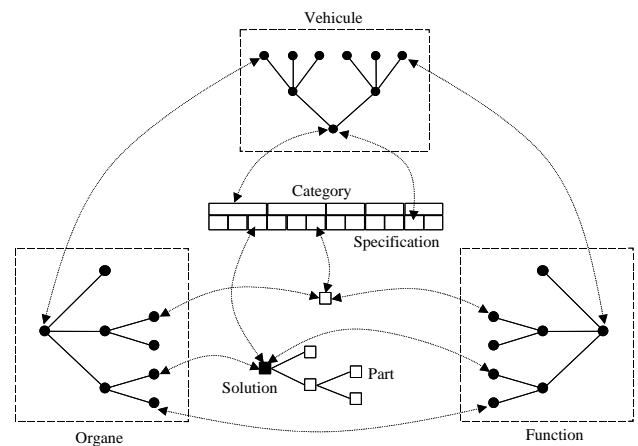 Vehicule
Category
Specification
Solution
Part
Organe
Function